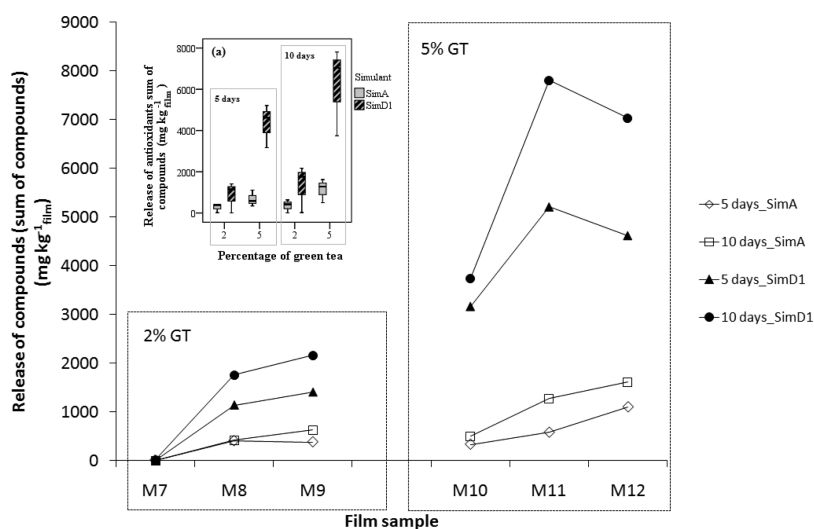 Release of compounds (sum of compounds)
(mg kg-1film)
9000
8000
7000
6000
5000
4000
3000
2000
1000
0
(a)
10 days
5 days
Simulant
SimA
SimD1
Release of antioxidants sum of
compounds (mg kg-1 film)
8000
6000
4000
2000
0
2 5 2 5
Percentage of green tea
5% GT
2% GT
5 days_SimA
10 days_SimA
5 days_SimD1
10 days_SimD1
M7 M8 M9 M10 M11 M12
Film sample